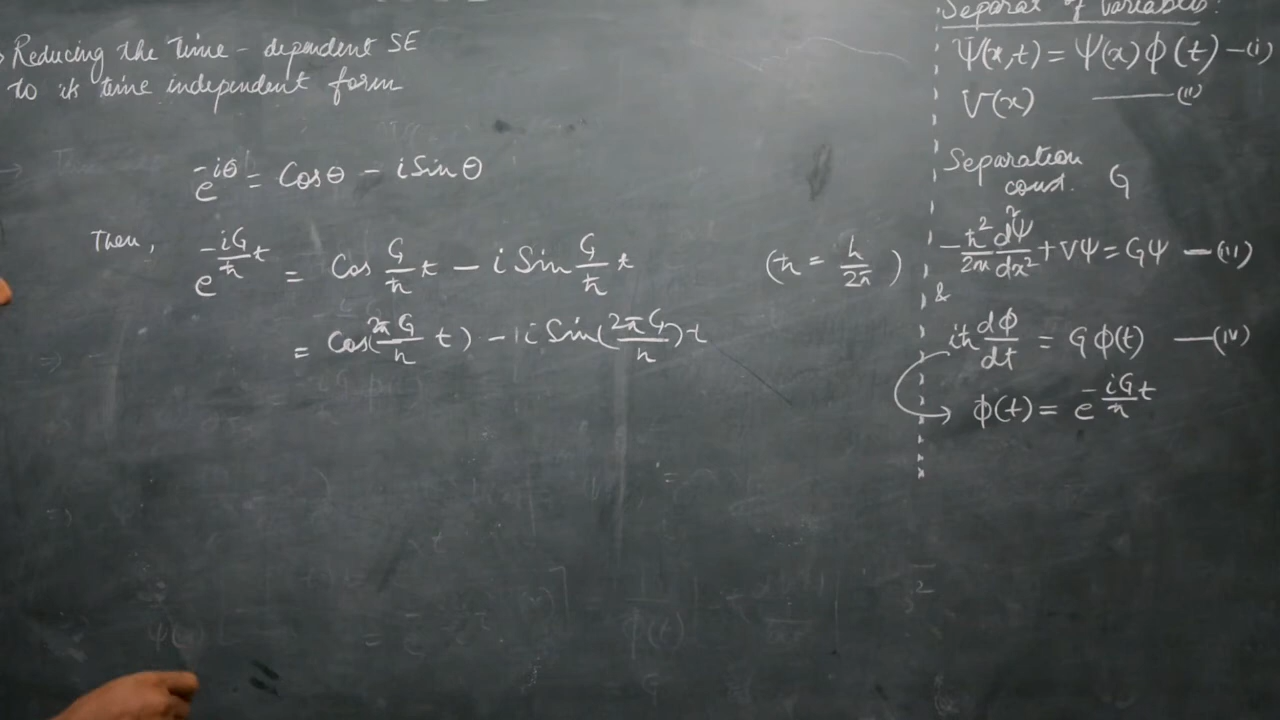 Reducing the Time-dependent SE
to its time independent form
e^{-iθ} = Cosθ - i Sinθ
Then, e^{-iG/ħ t} = Cos G/ħ t - i Sin G/ħ t (ħ = h/2π)
= Cos(2πG/h t) - i Sin(2πG/h)t
Separat of variables:
Ψ(x,t) = Ψ(x) ϕ(t) —(i)
V(x) —(ii)
Separation
const. G
-ħ²/2m d²Ψ/dx² + VΨ = GΨ —(iii)
&
iħ dϕ/dt = G ϕ(t) —(iv)
ϕ(t) = e^{-iG/ħ t}